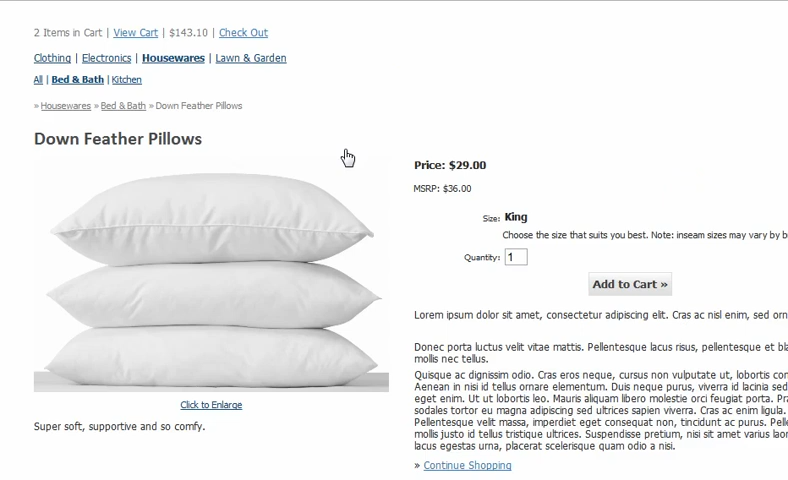 2 Items in Cart | View Cart | $143.10 | Check Out
Clothing | Electronics | Housewares | Lawn & Garden
All | Bed & Bath | Kitchen
» Housewares » Bed & Bath » Down Feather Pillows
Down Feather Pillows
Price: $29.00
MSRP: $36.00
Size: King
Choose the size that suits you best. Note: inseam sizes may vary by
Quantity: 1
Add to Cart »
Lorem ipsum dolor sit amet, consectetur adipiscing elit. Cras ac nisl enim, sed
Donec porta luctus velit vitae mattis. Pellentesque lacus risus, pellentesque et
mollis nec tellus.
Quisque ac dignissim odio. Cras eros neque, cursus non vulputate ut, lobortis
Aenean in nisi id tellus ornare elementum. Duis neque purus, viverra id lacinia sed
eget enim. Ut ut lobortis leo. Mauris aliquam libero molestie orci feugiat porta.
sodales tortor eu magna adipiscing sed ultrices sapien viverra. Cras ac enim ligula.
Pellentesque velit massa, imperdiet eget consequat non, tincidunt ac purus.
mollis justo id tellus tristique ultrices. Suspendisse pretium, nisi sit amet varius
lacus egestas urna, placerat scelerisque quam odio a nisi.
» Continue Shopping
Click to Enlarge
Super soft, supportive and so comfy.